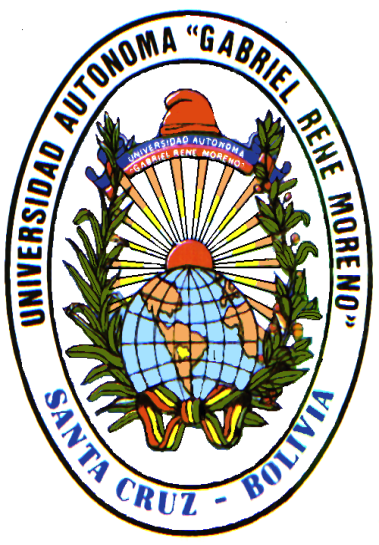 UNIVERSIDAD AUTONOMA "GABRIEL RENE MORENO"
UNIVERSIDAD AUTONOMA
"GABRIEL RENE MORENO"
SANTA CRUZ - BOLIVIA